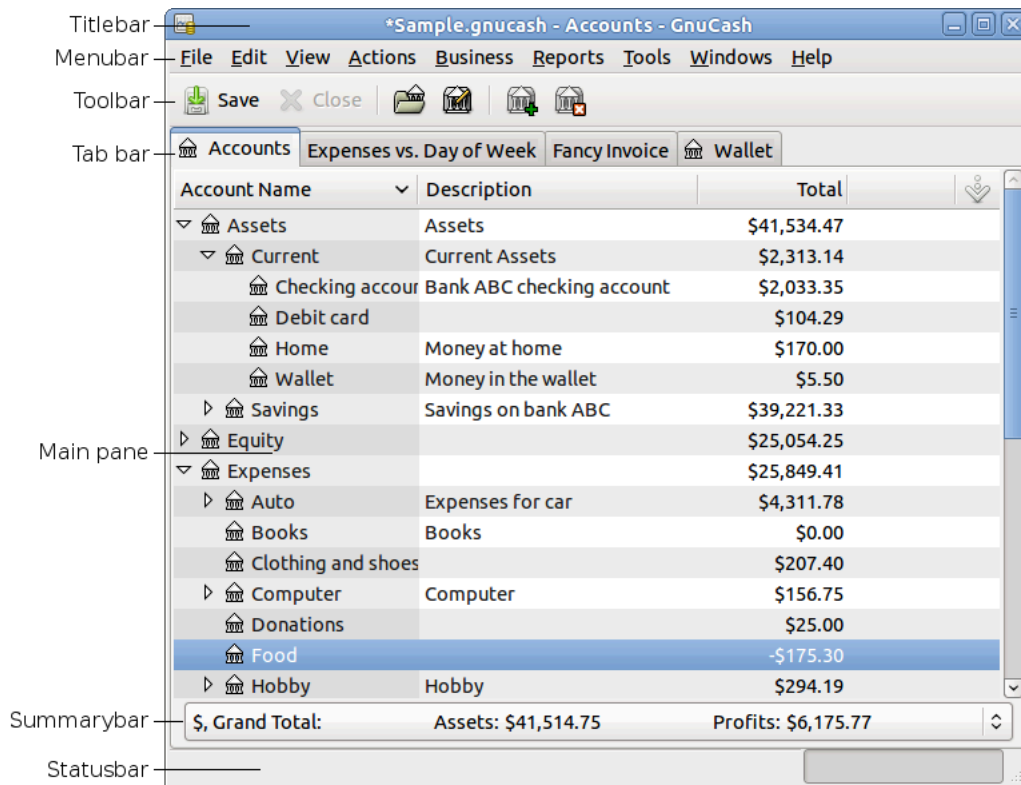 Titlebar *Sample.gnucash - Accounts - GnuCash
Menubar File Edit View Actions Business Reports Tools Windows Help
Toolbar Save Close
Tab bar Accounts Expenses vs. Day of Week Fancy Invoice Wallet
Account Name Description Total
Assets Assets $41,534.47
Current Current Assets $2,313.14
Checking accour Bank ABC checking account $2,033.35
Debit card $104.29
Home Money at home $170.00
Wallet Money in the wallet $5.50
Savings Savings on bank ABC $39,221.33
Equity $25,054.25
Main pane
Expenses $25,849.41
Auto Expenses for car $4,311.78
Books Books $0.00
Clothing and shoes $207.40
Computer Computer $156.75
Donations $25.00
Food -$175.30
Hobby Hobby $294.19
Summarybar $, Grand Total: Assets: $41,514.75 Profits: $6,175.77
Statusbar